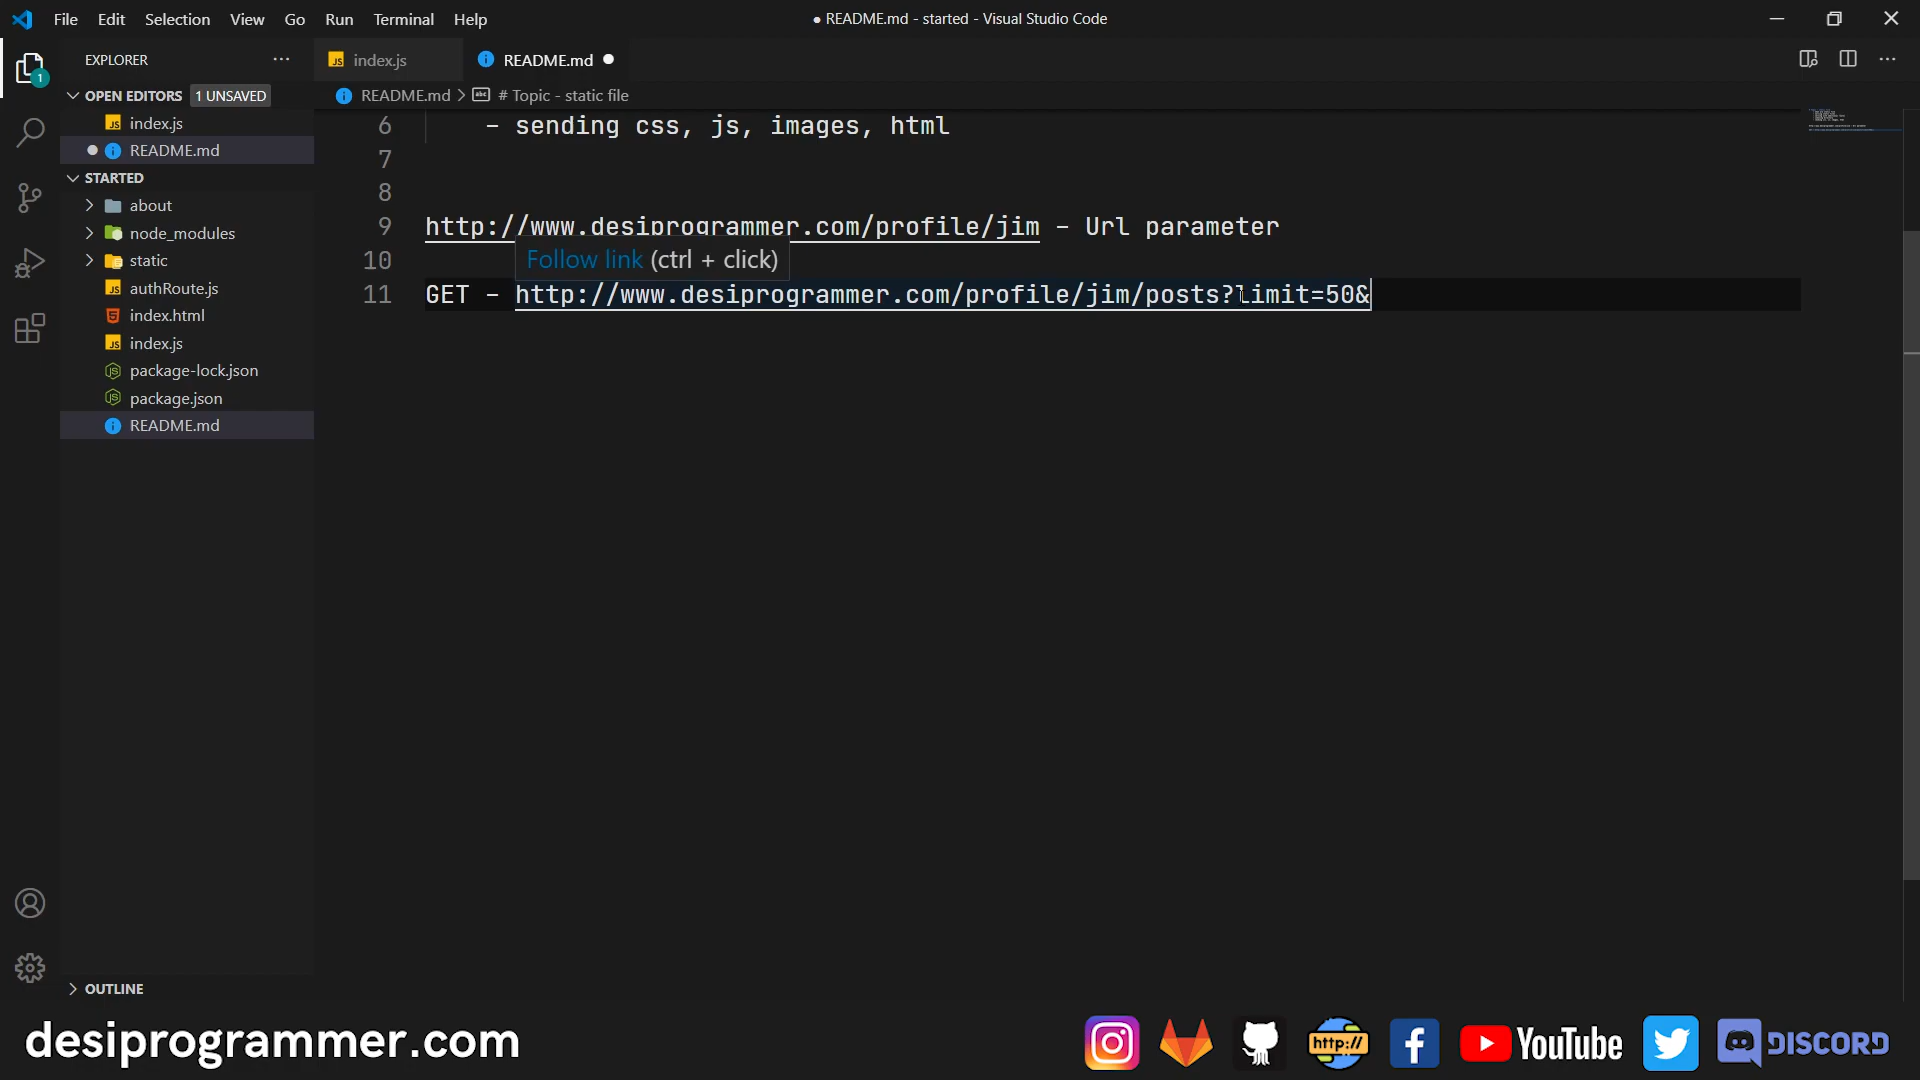 File Edit Selection View Go Run Terminal Help
● README.md - started - Visual Studio Code
EXPLORER ···
index.js
README.md ●
OPEN EDITORS 1 UNSAVED
README.md > # Topic - static file
1
index.js
● README.md
STARTED
about
node_modules
static
authRoute.js
index.html
index.js
package-lock.json
package.json
README.md
OUTLINE
6 - sending css, js, images, html
7
8
9 http://www.desiprogrammer.com/profile/jim - Url parameter
10
Follow link (ctrl + click)
11 GET - http://www.desiprogrammer.com/profile/jim/posts?limit=50&
desiprogrammer.com
http://
YouTube
DISCORD